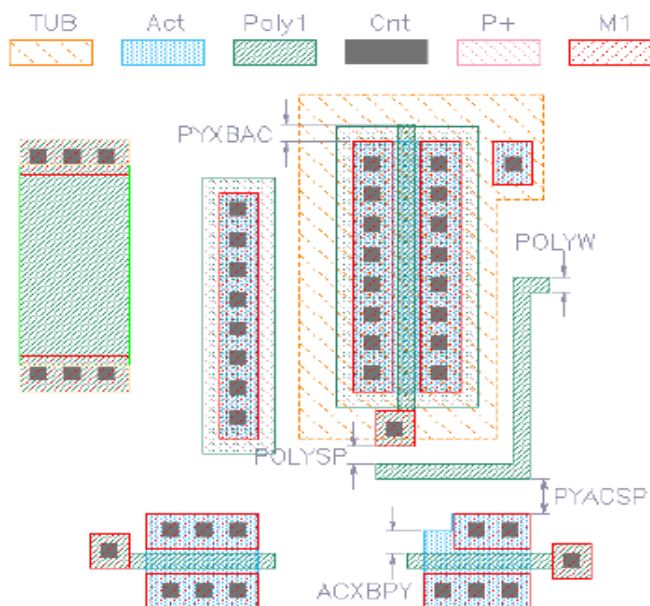 TUB Act Poly1 Cnt P+ M1
PYXBAC
POLYW
POLYSP
PYACSP
ACXBPY